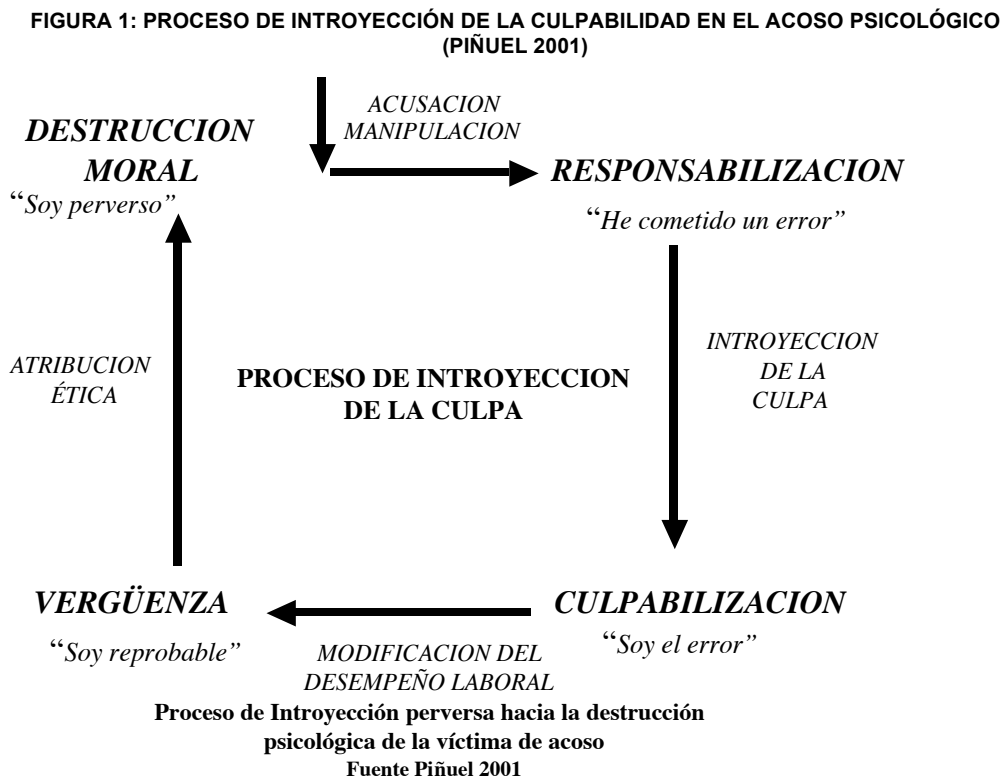 FIGURA 1: PROCESO DE INTROYECCIÓN DE LA CULPABILIDAD EN EL ACOSO PSICOLÓGICO
(PIÑUEL 2001)
ACUSACION
MANIPULACION
DESTRUCCION
MORAL
“Soy perverso”
RESPONSABILIZACION
“He cometido un error”
ATRIBUCION
ÉTICA
PROCESO DE INTROYECCION
DE LA CULPA
INTROYECCION
DE LA
CULPA
VERGÜENZA
“Soy reprobable”
CULPABILIZACION
“Soy el error”
MODIFICACION DEL
DESEMPEÑO LABORAL
Proceso de Introyección perversa hacia la destrucción
psicológica de la víctima de acoso
Fuente Piñuel 2001